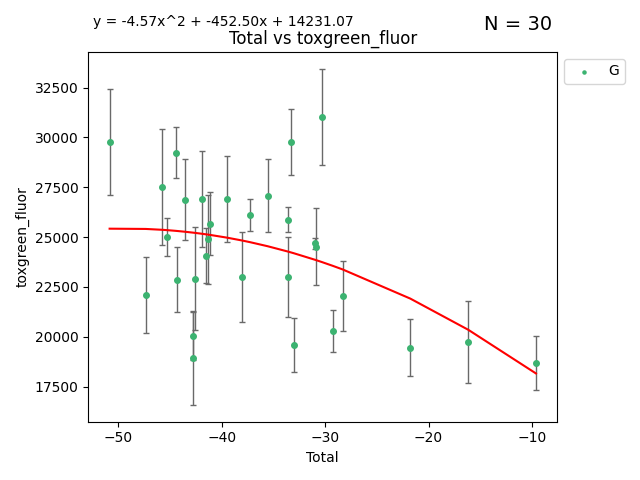 y = -4.57x^2 + -452.50x + 14231.07
N = 30
Total vs toxgreen_fluor
G
32500
30000
27500
25000
22500
20000
17500
toxgreen_fluor
−50
−40
−30
−20
−10
Total